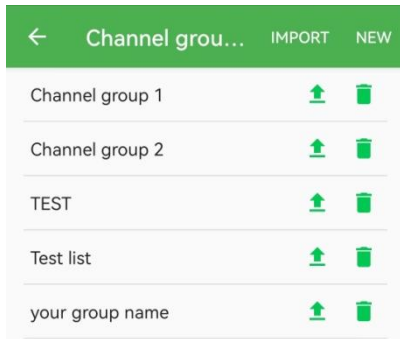 Channel grou... IMPORT NEW
Channel group 1
Channel group 2
TEST
Test list
your group name